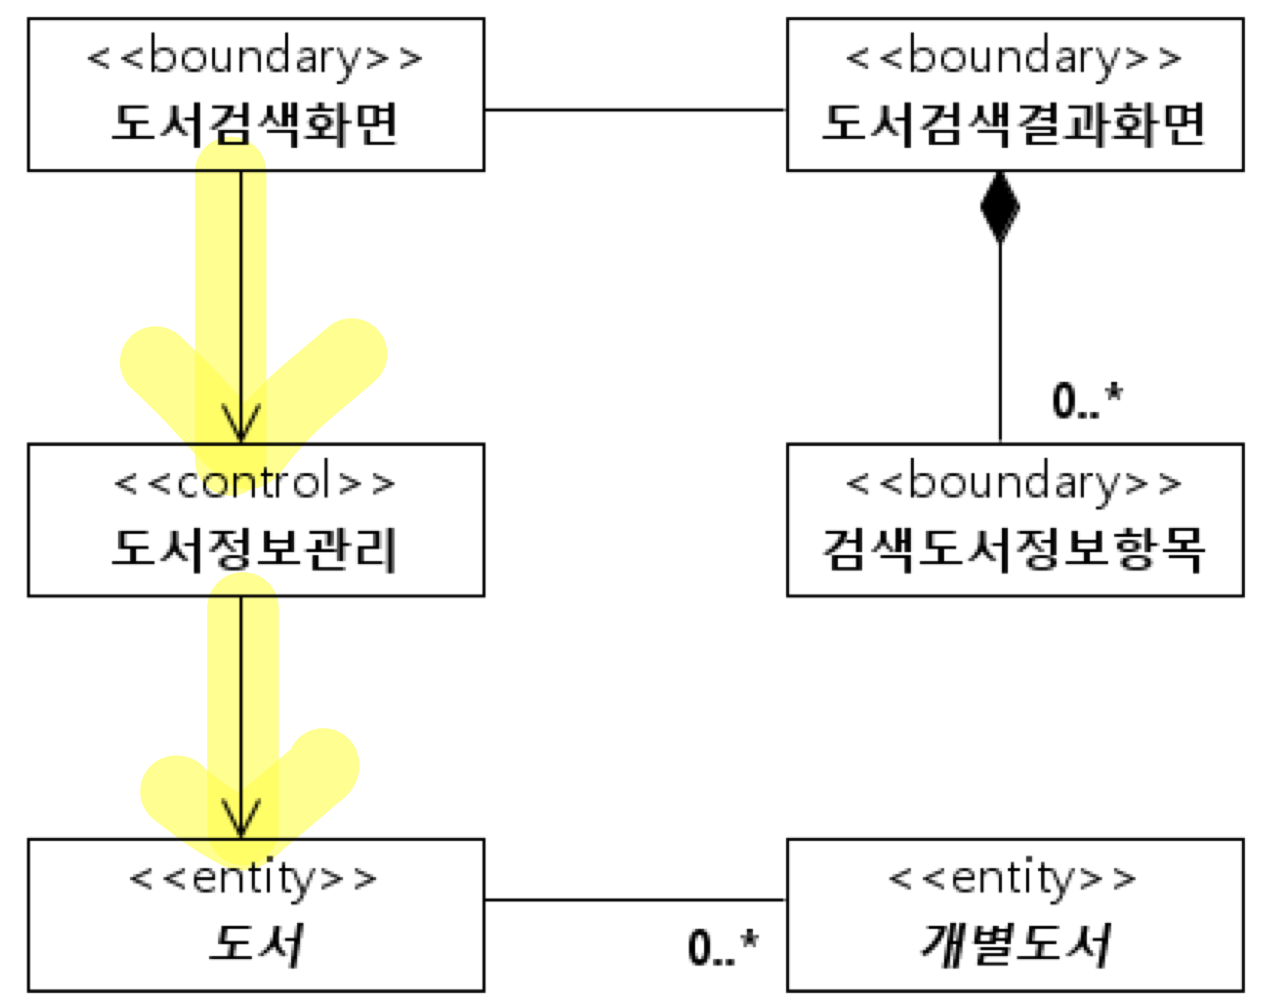 <<boundary>>
도서검색화면
<<boundary>>
도서검색결과화면
0..*
<<control>>
도서정보관리
<<boundary>>
검색도서정보항목
<<entity>>
도서
0..*
<<entity>>
개별도서